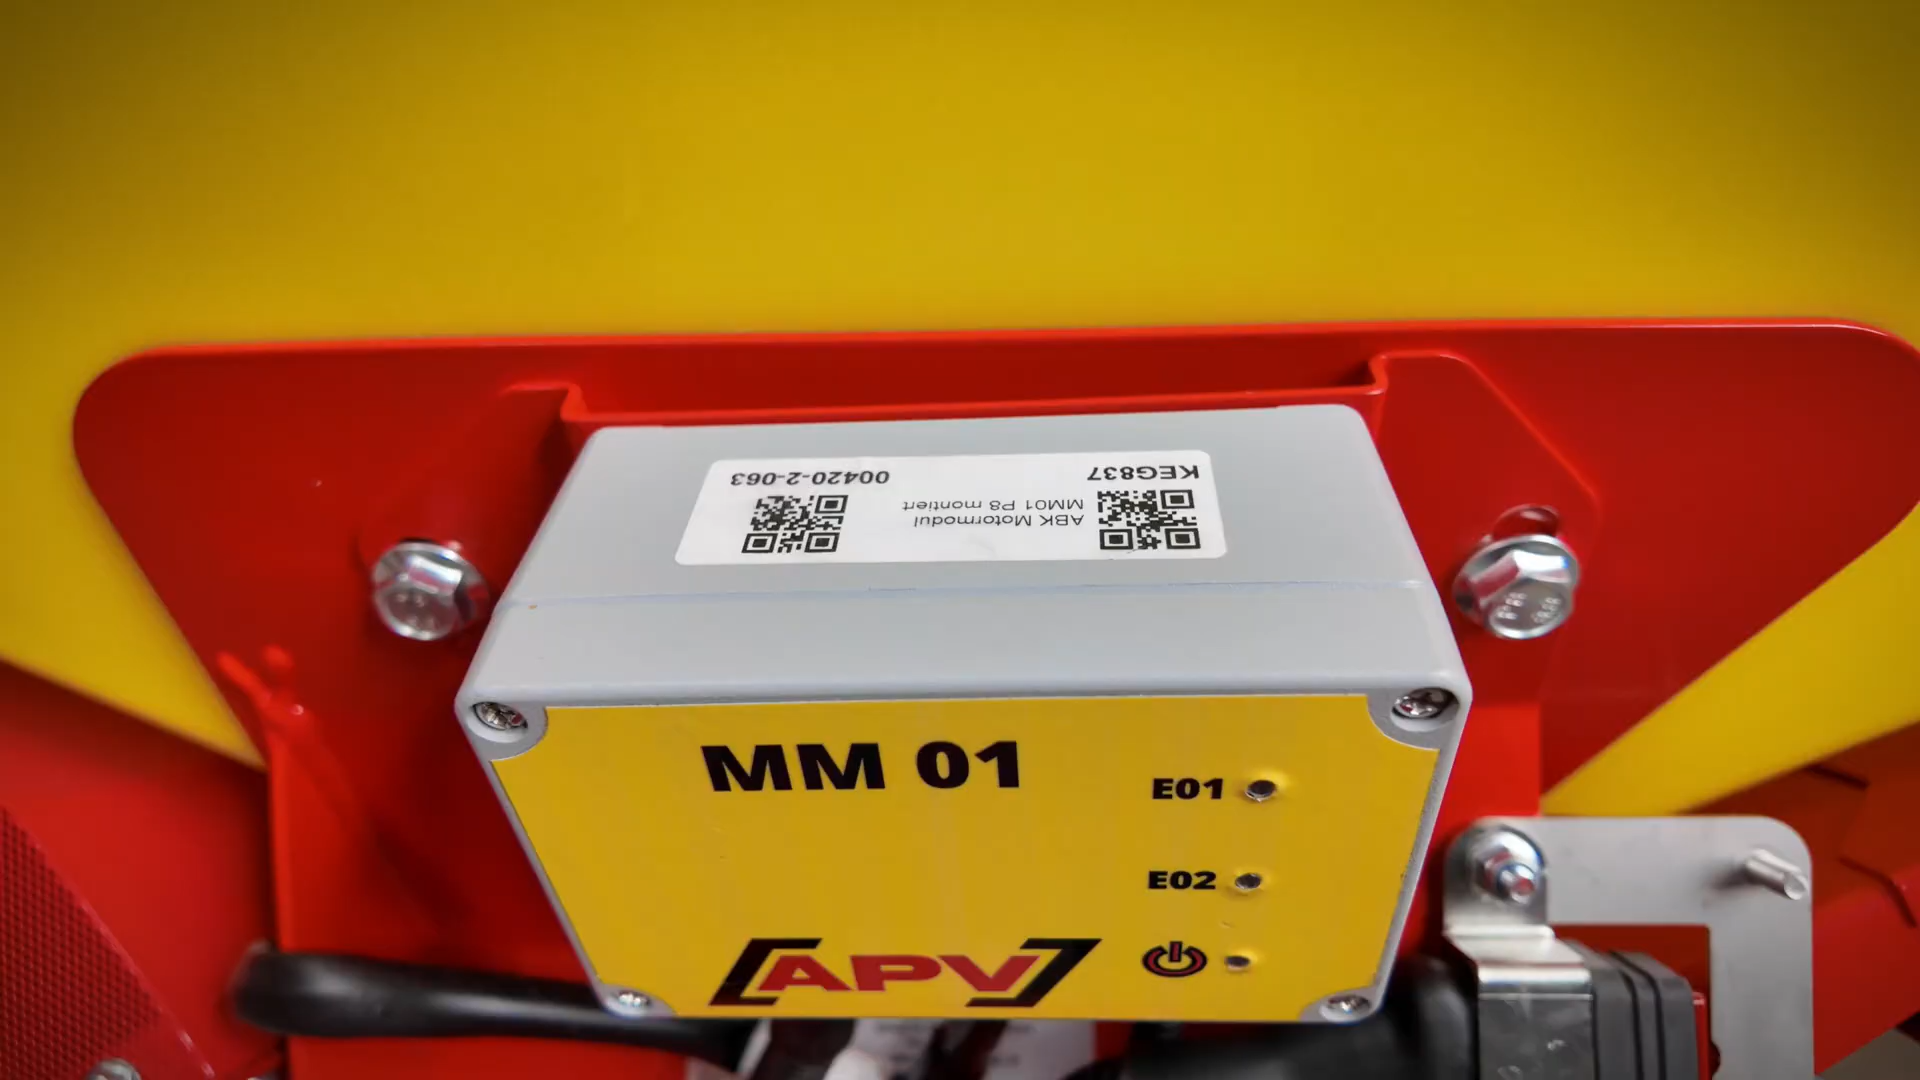 KEG837
00420-2-063
ABK Motormodul
MM01 P8 montiert
MM 01
E01
E02
[APV]